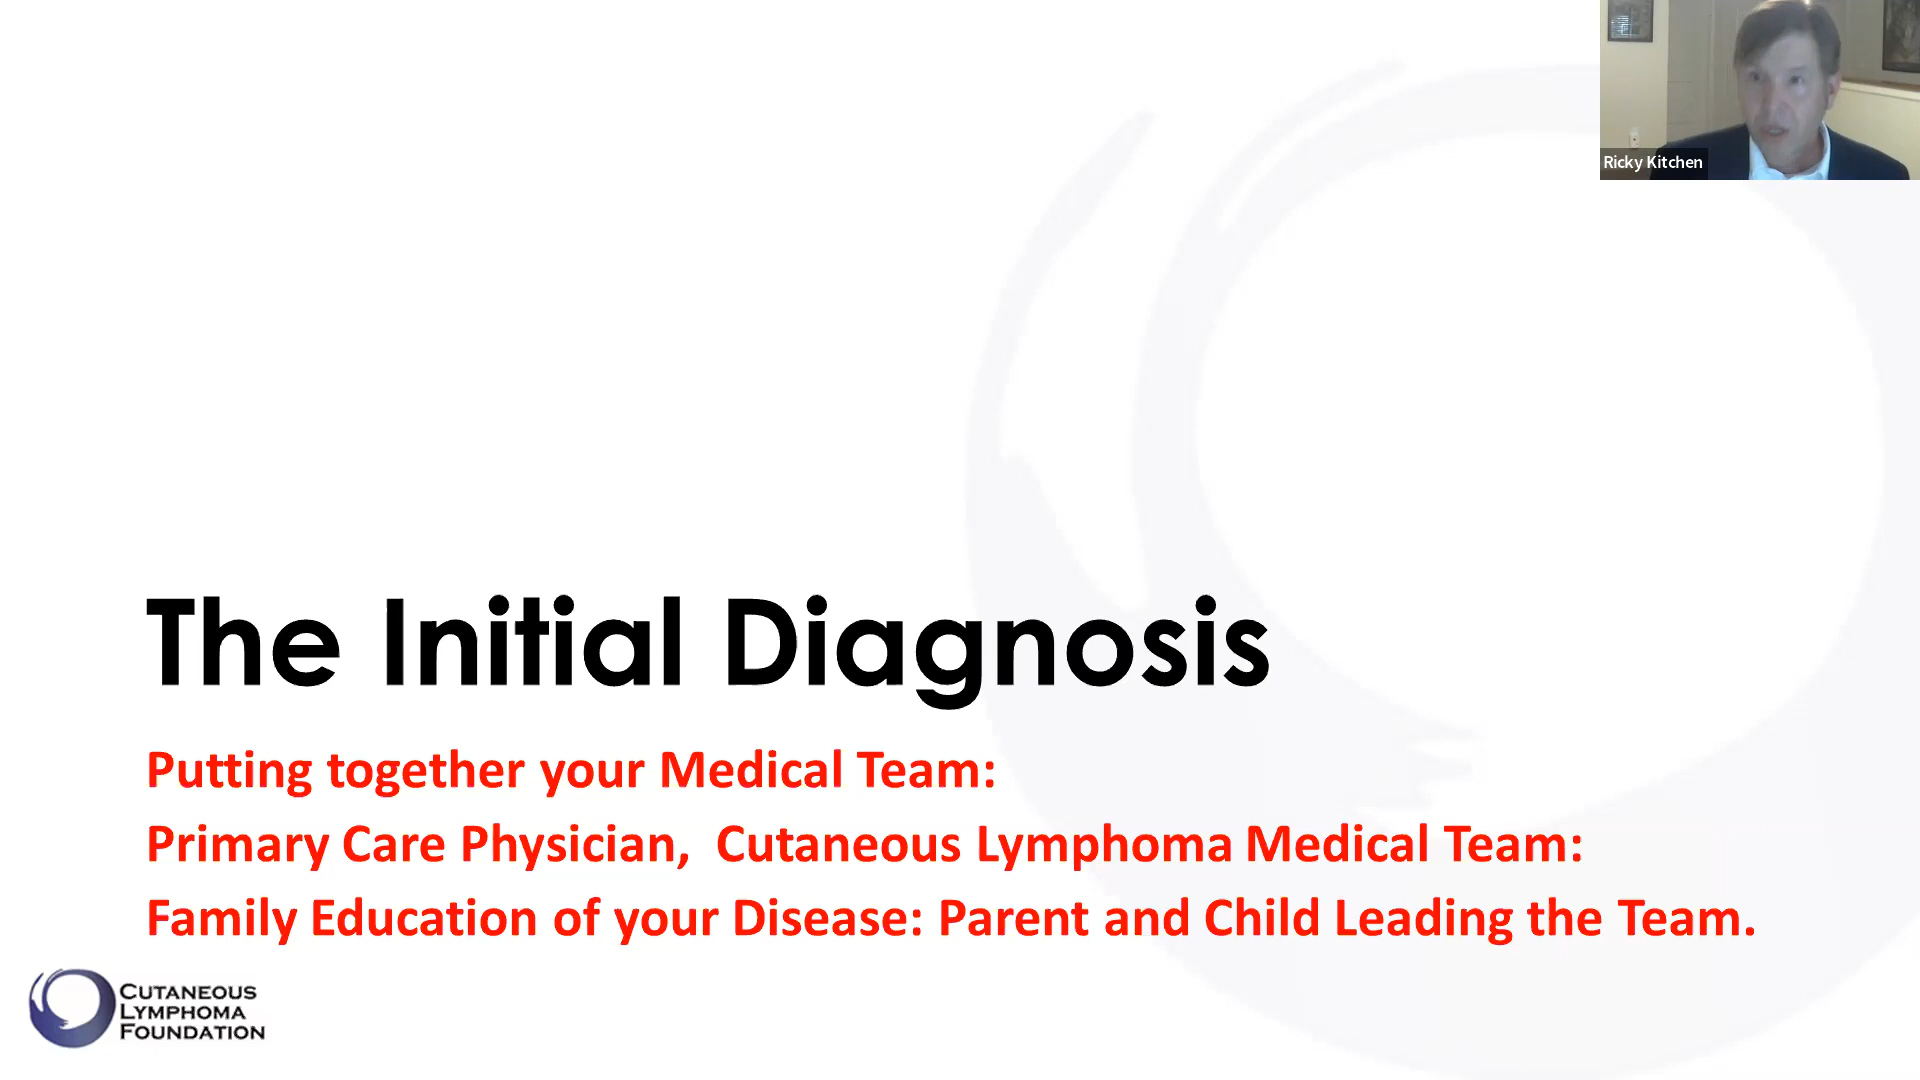 Ricky Kitchen
The Initial Diagnosis
Putting together your Medical Team:
Primary Care Physician,  Cutaneous Lymphoma Medical Team:
Family Education of your Disease: Parent and Child Leading the Team.
CUTANEOUS
LYMPHOMA
FOUNDATION